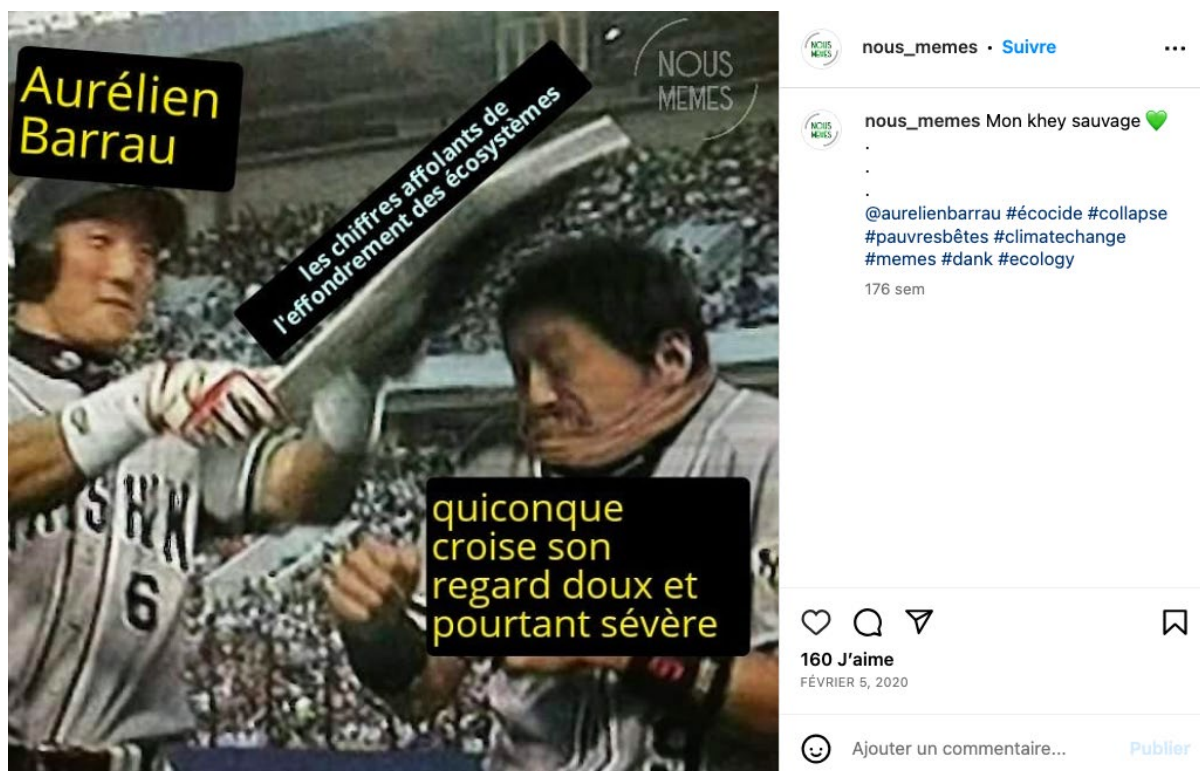 Aurélien
Barrau
les chiffres affolants de
l'effondrement des écosystèmes
NOUS
MEMES
quiconque
croise son
regard doux et
pourtant sévère
6
nous_memes • Suivre
nous_memes Mon khey sauvage 💚
.
.
.
@aurelienbarrau #écocide #collapse
#pauvresbêtes #climatechange
#memes #dank #ecology
176 sem
160 J’aime
FÉVRIER 5, 2020
Ajouter un commentaire...
Publier